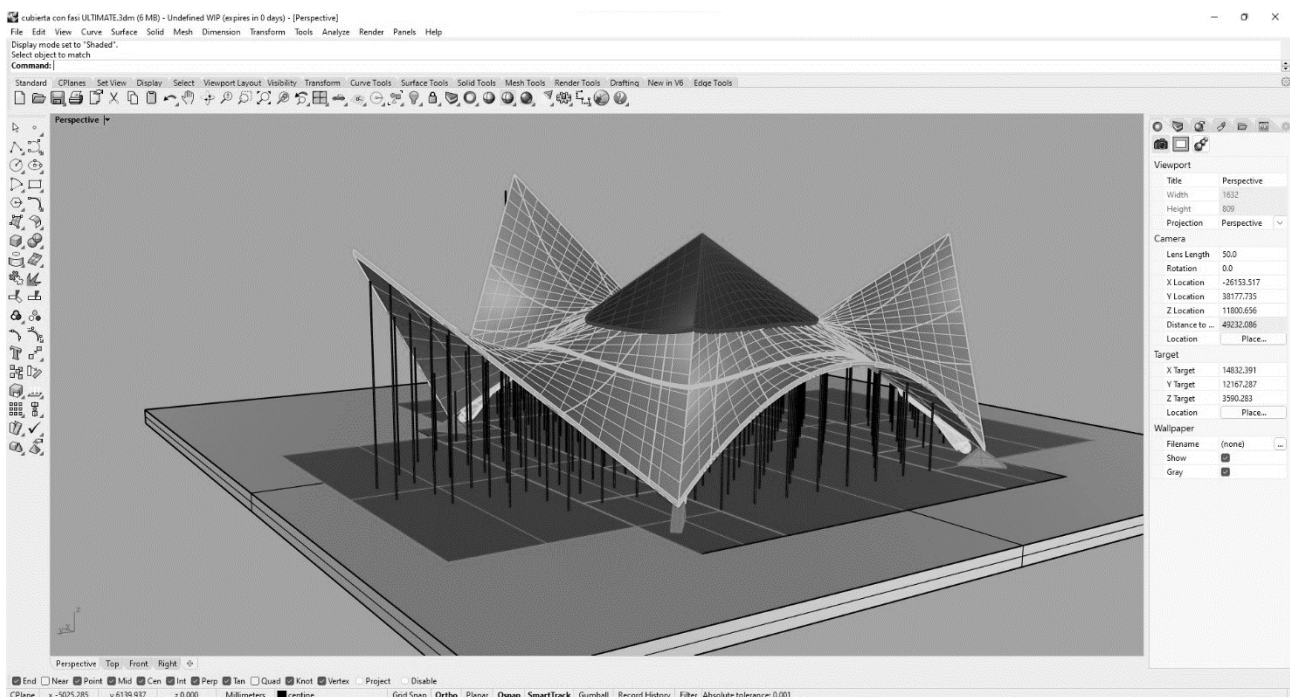 cubierta con fasi ULTIMATE.3dm (6 MB) - Undefined WIP (expires in 0 days) - [Perspective]
File Edit View Curve Surface Solid Mesh Dimension Transform Tools Analyze Render Panels Help
Display mode set to "Shaded".
Select object to match
Command:
Standard CPlanes Set View Display Select Viewport Layout Visibility Transform Curve Tools Surface Tools Solid Tools Mesh Tools Render Tools Drafting New in V6 Edge Tools
Perspective
Viewport
Title Perspective
Width 1632
Height 809
Projection Perspective
Camera
Lens Length 50.0
Rotation 0.0
X Location -26153.517
Y Location 38177.735
Z Location 11800.656
Distance to ... 49232.086
Location Place...
Target
X Target 14832.391
Y Target 12167.287
Z Target 3590.283
Location Place...
Wallpaper
Filename (none) ...
Show
Gray
z
y x
Perspective Top Front Right
End Near Point Mid Cen Int Perp Tan Quad Knot Vertex Project Disable
CPlane x -5025.285 y 6139.937 z 0.000 Millimeters centine Grid Snap Ortho Planar Osnap SmartTrack Gumball Record History Filter Absolute tolerance: 0.001